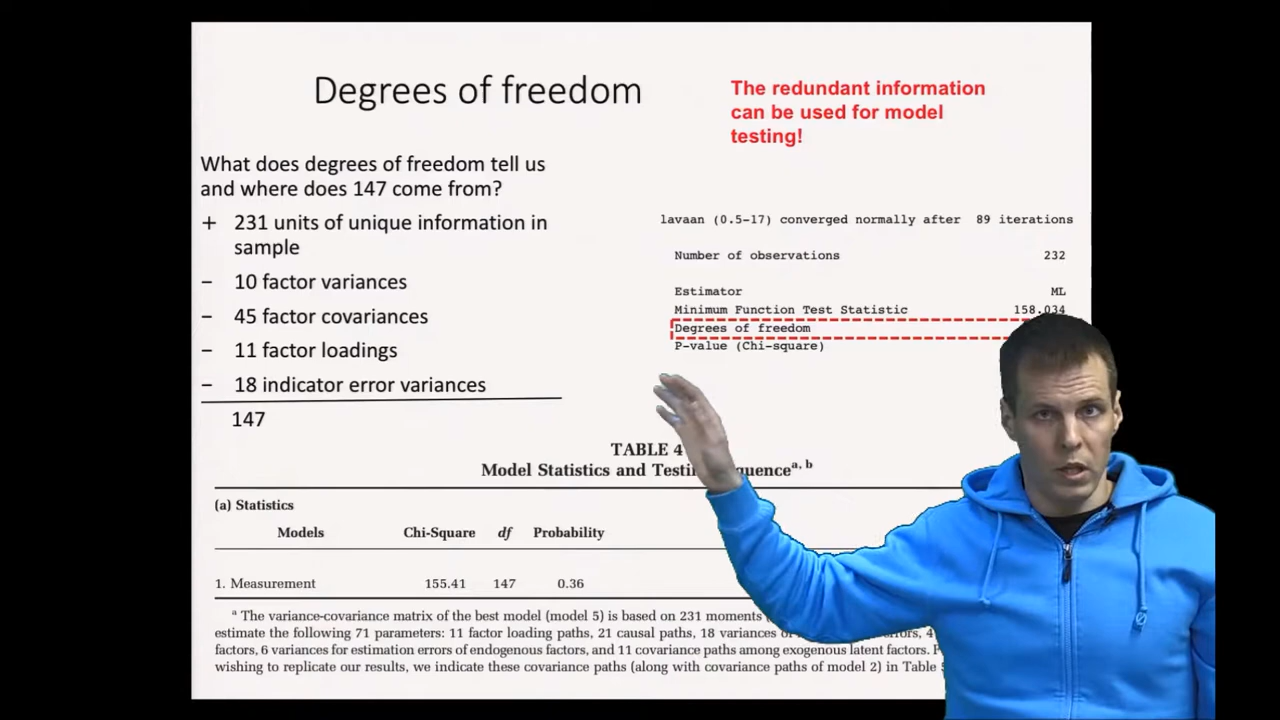 Degrees of freedom
The redundant information
can be used for model
testing!
What does degrees of freedom tell us
and where does 147 come from?
+ 231 units of unique information in
sample
− 10 factor variances
− 45 factor covariances
− 11 factor loadings
− 18 indicator error variances
147
lavaan (0.5-17) converged normally after 89 iterations
Number of observations 232
Estimator ML
Minimum Function Test Statistic 158.034
Degrees of freedom
P-value (Chi-square)
TABLE 4
Model Statistics and Testing Sequence a, b
(a) Statistics
Models Chi-Square df Probability
1. Measurement 155.41 147 0.36
a The variance-covariance matrix of the best model (model 5) is based on 231 moments
estimate the following 71 parameters: 11 factor loading paths, 21 causal paths, 18 variances
factors, 6 variances for estimation errors of endogenous factors, and 11 covariance paths among exogenous latent factors.
wishing to replicate our results, we indicate these covariance paths (along with covariance paths of model 2) in Table